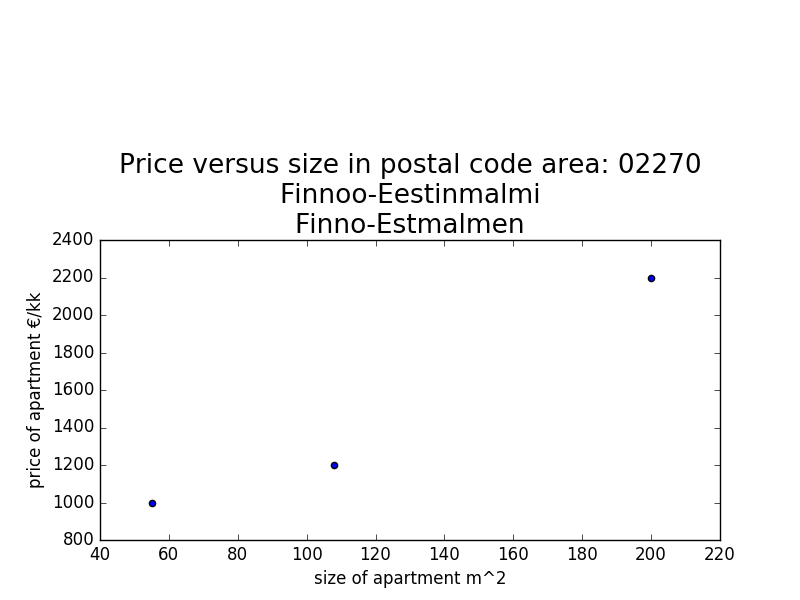 Price versus size in postal code area: 02270
Finnoo-Eestinmalmi
Finno-Estmalmen
2400
2200
2000
1800
1600
1400
1200
1000
800
price of apartment €/kk
40 60 80 100 120 140 160 180 200 220
size of apartment m^2